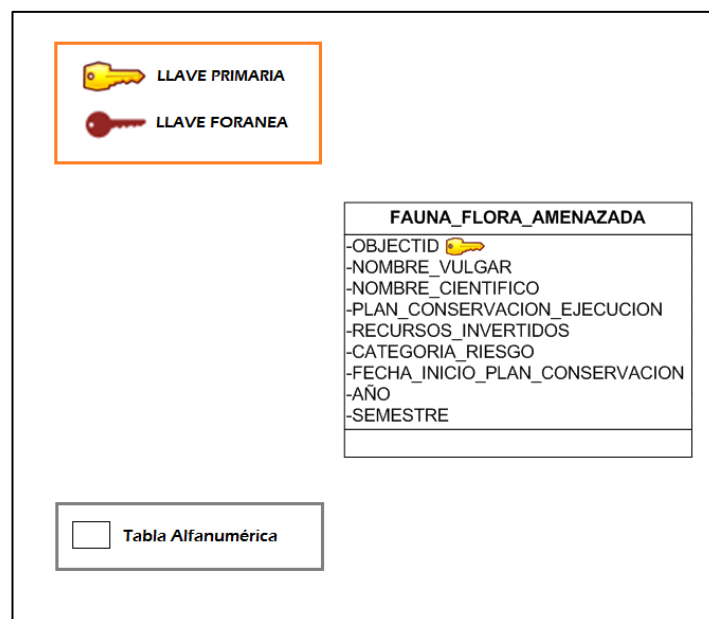 LLAVE PRIMARIA
LLAVE FORANEA
FAUNA_FLORA_AMENAZADA
-OBJECTID
-NOMBRE_VULGAR
-NOMBRE_CIENTIFICO
-PLAN_CONSERVACION_EJECUCION
-RECURSOS_INVERTIDOS
-CATEGORIA_RIESGO
-FECHA_INICIO_PLAN_CONSERVACION
-AÑO
-SEMESTRE
Tabla Alfanumérica